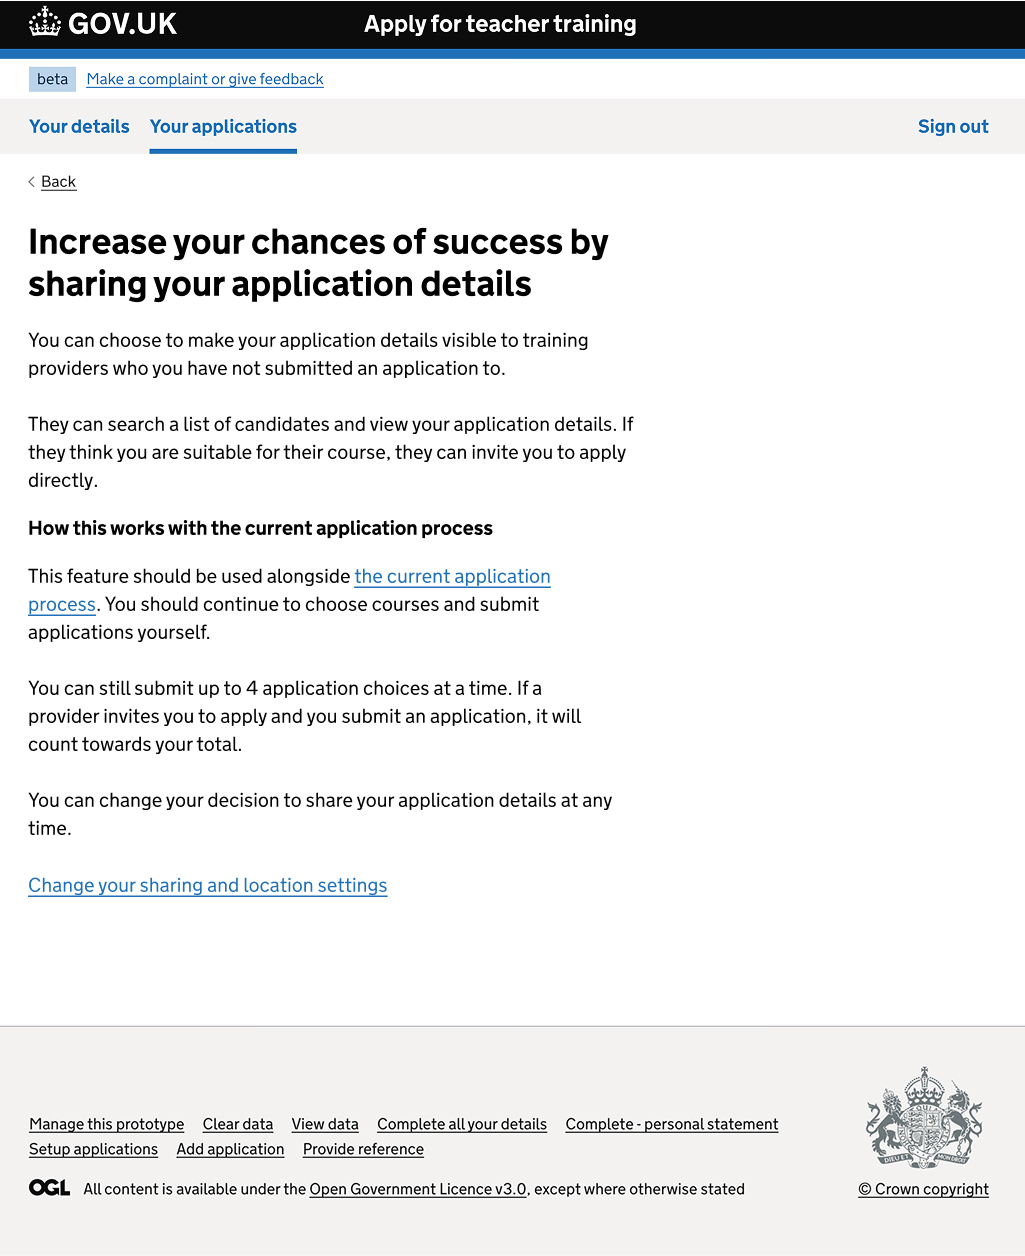 GOV.UK
Apply for teacher training
beta Make a complaint or give feedback
Your details Your applications Sign out
Back
Increase your chances of success by
sharing your application details
You can choose to make your application details visible to training
providers who you have not submitted an application to.
They can search a list of candidates and view your application details. If
they think you are suitable for their course, they can invite you to apply
directly.
How this works with the current application process
This feature should be used alongside the current application
process. You should continue to choose courses and submit
applications yourself.
You can still submit up to 4 application choices at a time. If a
provider invites you to apply and you submit an application, it will
count towards your total.
You can change your decision to share your application details at any
time.
Change your sharing and location settings
Manage this prototype Clear data View data Complete all your details Complete - personal statement
Setup applications Add application Provide reference
DIEU ET MON DROIT
OGL All content is available under the Open Government Licence v3.0, except where otherwise stated
© Crown copyright